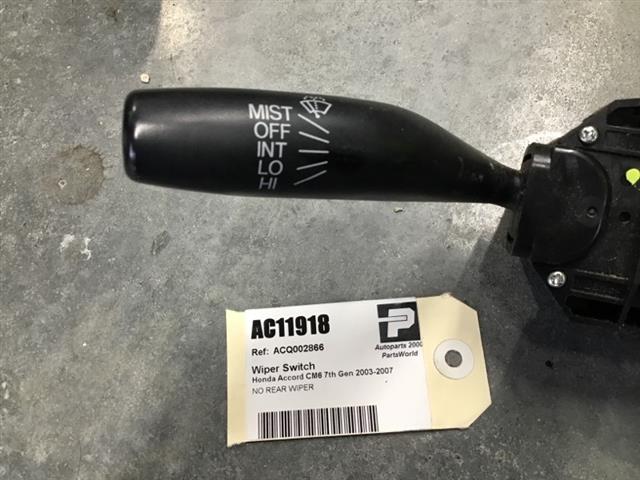 MIST
OFF
INT
LO
HI
AC11918
Ref: ACQ002866
P
Autoparts 2000
PartsWorld
Wiper Switch
Honda Accord CM6 7th Gen 2003-2007
NO REAR WIPER